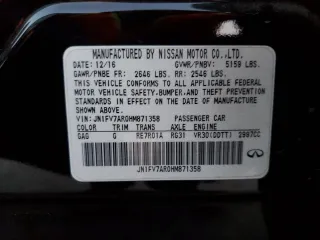 MANUFACTURED BY NISSAN MOTOR CO.,LTD.
DATE: 12/16 GVWR/PNBV: 5159 LBS.
GAWR/PNBE FR: 2646 LBS. RR: 2546 LBS.
THIS VEHICLE CONFORMS TO ALL APPLICABLE FEDERAL
MOTOR VEHICLE SAFETY,BUMPER,AND THEFT
PREVENTION STANDARDS IN EFFECT ON THE DATE OF
MANUFACTURE SHOWN ABOVE.
VIN: JN1FV7AR0HM871358 PASSENGER CAR
COLOR TRIM TRANS AXLE ENGINE
GAG G RE7R01A RG31 VR30(DDTT) 2997CC
JN1FV7AR0HM871358